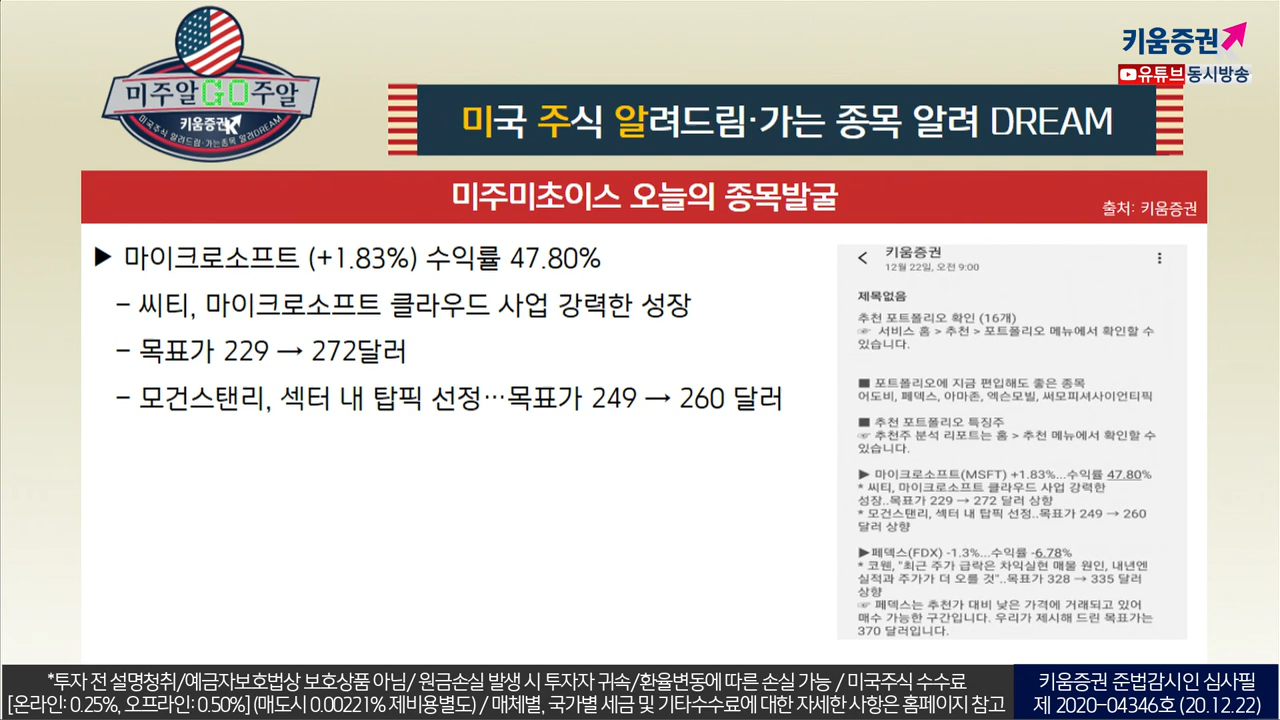 미주알GO주알
키움증권
미국주식 알려드림·가는종목 알려DREAM
키움증권
유튜브동시방송
미국 주식 알려드림·가는 종목 알려 DREAM
미주미초이스 오늘의 종목발굴
출처: 키움증권
▶ 마이크로소프트 (+1.83%) 수익률 47.80%
– 씨티, 마이크로소프트 클라우드 사업 강력한 성장
– 목표가 229 → 272달러
– 모건스탠리, 섹터 내 탑픽 선정…목표가 249 → 260 달러
키움증권
12월 22일, 오전 9:00
제목없음
추천 포트폴리오 확인 (16개)
☞ 서비스 홈 > 추천 > 포트폴리오 메뉴에서 확인할 수
있습니다.
■ 포트폴리오에 지금 편입해도 좋은 종목
어도비, 페덱스, 아마존, 엑슨모빌, 써모피셔사이언티픽
■ 추천 포트폴리오 특징주
☞ 추천주 분석 리포트는 홈 > 추천 메뉴에서 확인할 수
있습니다.
▶ 마이크로소프트(MSFT) +1.83%...수익률 47.80%
* 씨티, 마이크로소프트 클라우드 사업 강력한
성장..목표가 229 → 272 달러 상향
* 모건스탠리, 섹터 내 탑픽 선정..목표가 249 → 260
달러 상향
▶페덱스(FDX) -1.3%...수익률 -6.78%
* 코웬, "최근 주가 급락은 차익실현 매물 원인, 내년엔
실적과 주가가 더 오를 것"..목표가 328 → 335 달러
상향
☞ 페덱스는 추천가 대비 낮은 가격에 거래되고 있어
매수 가능한 구간입니다. 우리가 제시해 드린 목표가는
370 달러입니다.
*투자 전 설명청취/예금자보호법상 보호상품 아님/ 원금손실 발생 시 투자자 귀속/환율변동에 따른 손실 가능 / 미국주식 수수료
[온라인: 0.25%, 오프라인: 0.50%] (매도시 0.00221% 제비용별도) / 매체별, 국가별 세금 및 기타수수료에 대한 자세한 사항은 홈페이지 참고
키움증권 준법감시인 심사필
제 2020-04346호 (20.12.22)